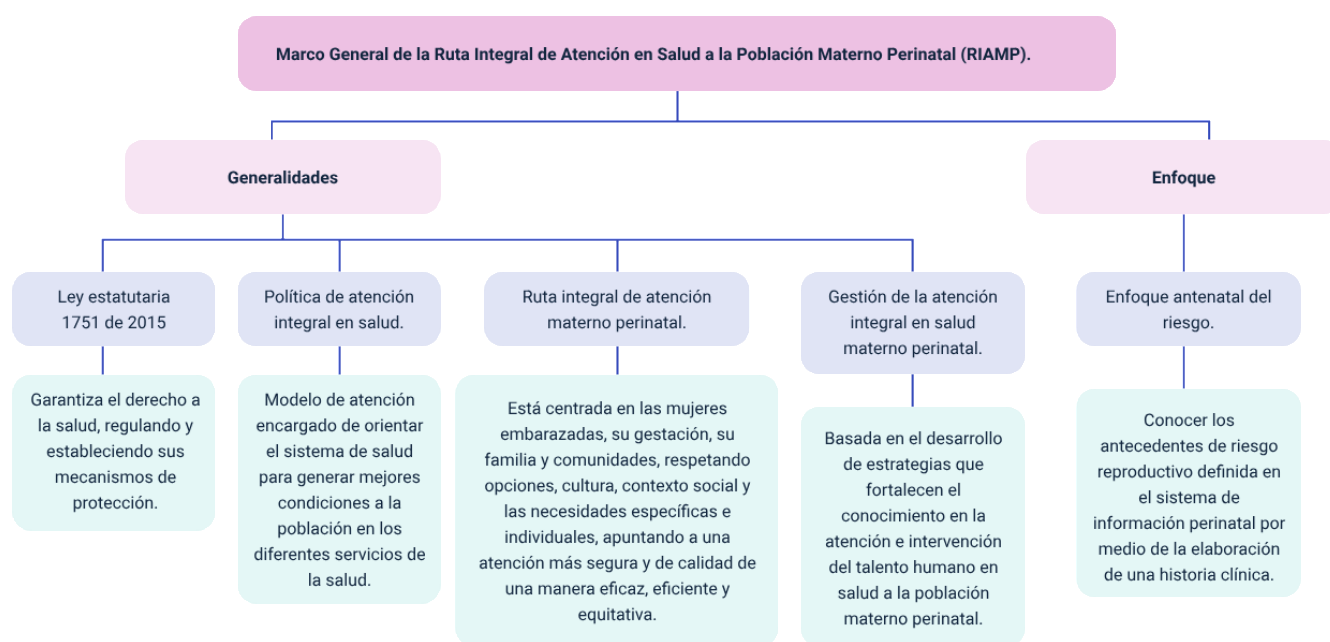 Marco General de la Ruta Integral de Atención en Salud a la Población Materno Perinatal (RIAMP).
Generalidades
Enfoque
Ley estatutaria
1751 de 2015
Política de atención
integral en salud.
Ruta integral de atención
materno perinatal.
Gestión de la atención
integral en salud
materno perinatal.
Enfoque antenatal del
riesgo.
Garantiza el derecho a
la salud, regulando y
estableciendo sus
mecanismos de
protección.
Modelo de atención
encargado de orientar
el sistema de salud
para generar mejores
condiciones a la
población en los
diferentes servicios de
la salud.
Está centrada en las mujeres
embarazadas, su gestación, su
familia y comunidades, respetando
opciones, cultura, contexto social y
las necesidades específicas e
individuales, apuntando a una
atención más segura y de calidad de
una manera eficaz, eficiente y
equitativa.
Basada en el desarrollo
de estrategias que
fortalecen el
conocimiento en la
atención e intervención
del talento humano en
salud a la población
materno perinatal.
Conocer los
antecedentes de riesgo
reproductivo definida en
el sistema de
información perinatal por
medio de la elaboración
de una historia clínica.